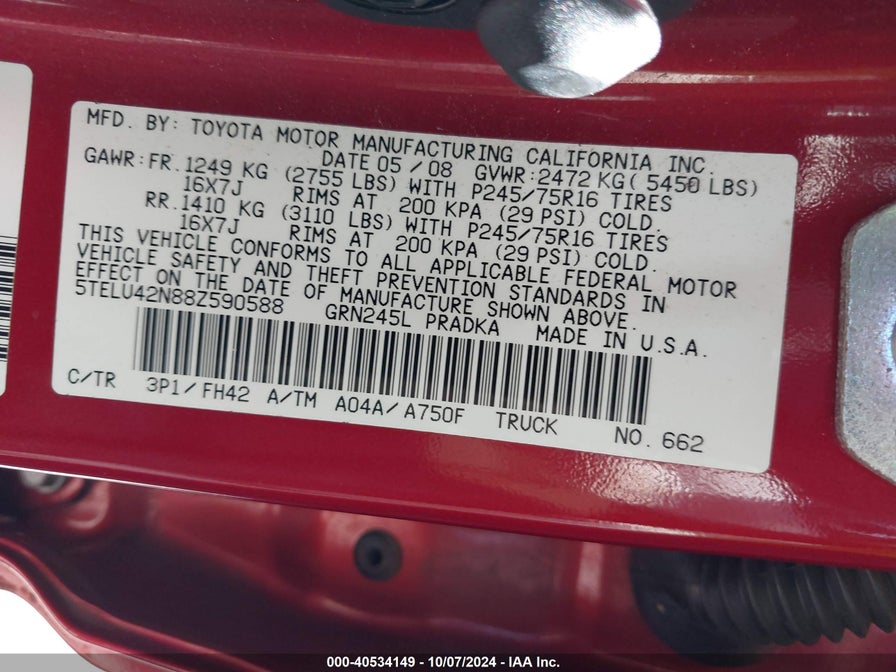 MFD. BY: TOYOTA MOTOR MANUFACTURING CALIFORNIA INC.
DATE 05 / 08 GVWR: 2472 KG( 5450 LBS)
GAWR: FR. 1249 KG (2755 LBS) WITH P245/75R16 TIRES
16X7J RIMS AT 200 KPA (29 PSI) COLD.
RR. 1410 KG (3110 LBS) WITH P245/75R16 TIRES
16X7J RIMS AT 200 KPA (29 PSI) COLD.
THIS VEHICLE CONFORMS TO ALL APPLICABLE FEDERAL MOTOR
VEHICLE SAFETY AND THEFT PREVENTION STANDARDS IN
EFFECT ON THE DATE OF MANUFACTURE SHOWN ABOVE.
5TELU42N88Z590588 GRN245L PRADKA MADE IN U.S.A.
C/TR 3P1/FH42 A/TM A04A/A750F TRUCK NO. 662
000-40534149 - 10/07/2024 - IAA Inc.